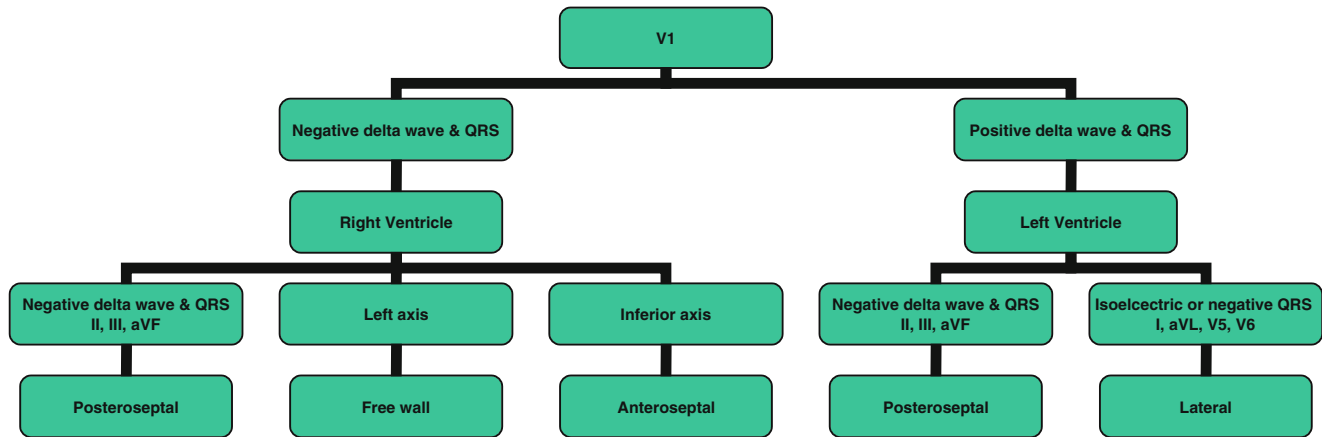 V1
Negative delta wave & QRS
Positive delta wave & QRS
Right Ventricle
Left Ventricle
Negative delta wave & QRS
II, III, aVF
Left axis
Inferior axis
Negative delta wave & QRS
II, III, aVF
Isoelcectric or negative QRS
I, aVL, V5, V6
Posteroseptal
Free wall
Anteroseptal
Posteroseptal
Lateral